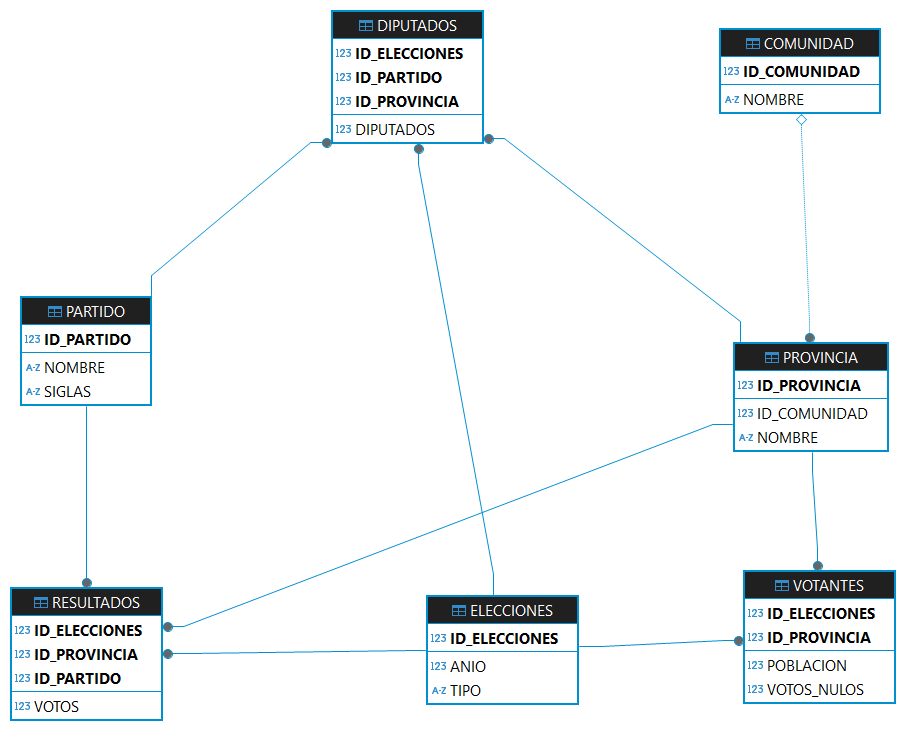 DIPUTADOS
123 ID_ELECCIONES
123 ID_PARTIDO
123 ID_PROVINCIA
123 DIPUTADOS
COMUNIDAD
123 ID_COMUNIDAD
A-Z NOMBRE
PARTIDO
123 ID_PARTIDO
A-Z NOMBRE
A-Z SIGLAS
PROVINCIA
123 ID_PROVINCIA
123 ID_COMUNIDAD
A-Z NOMBRE
RESULTADOS
123 ID_ELECCIONES
123 ID_PROVINCIA
123 ID_PARTIDO
123 VOTOS
ELECCIONES
123 ID_ELECCIONES
123 ANIO
A-Z TIPO
VOTANTES
123 ID_ELECCIONES
123 ID_PROVINCIA
123 POBLACION
123 VOTOS_NULOS